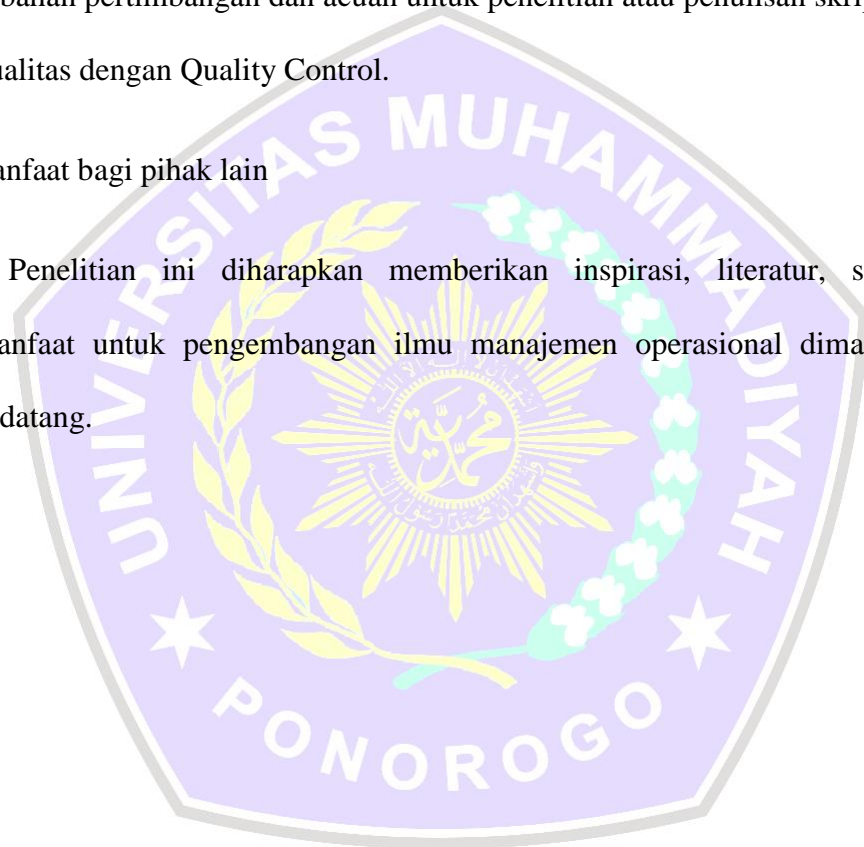 bahan pertimbangan dan acuan untuk penelitian atau penulisan skrip
ualitas dengan Quality Control.
anfaat bagi pihak lain
Penelitian ini diharapkan memberikan inspirasi, literatur, s
anfaat untuk pengembangan ilmu manajemen operasional dima
datang.
UNIVERSITAS MUHAMMADIYAH
PONOROGO
محمدية